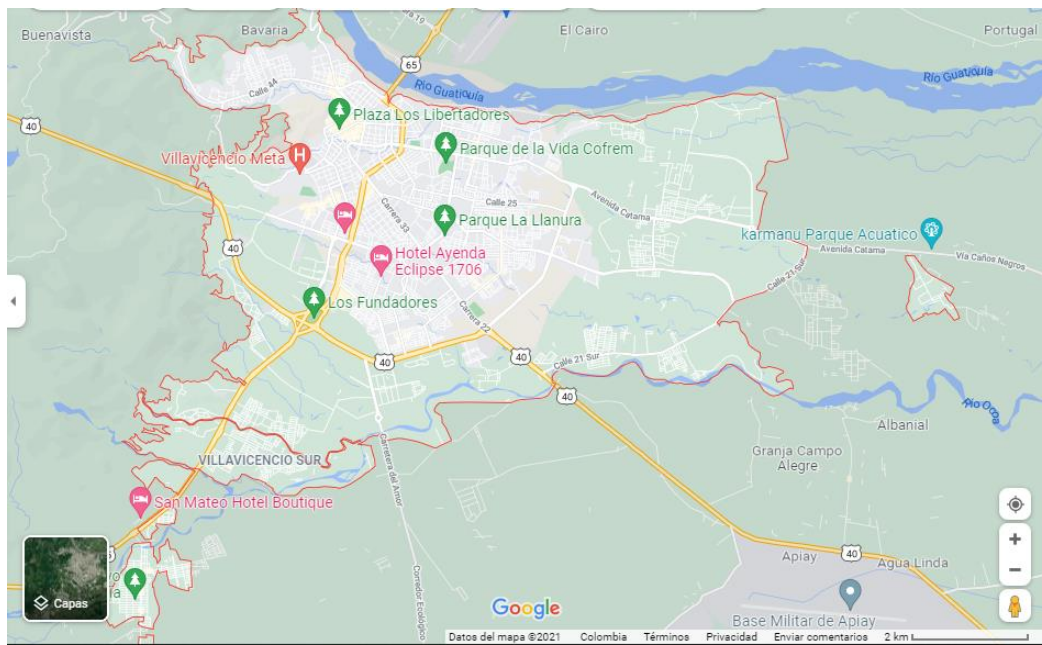 Buenavista
Bavaria
Calle 44
65
El Cairo
Portugal
Río Guatiquía
Río Guatiquía
40
Plaza Los Libertadores
Parque de la Vida Cofrem
Villavicencio Meta
H
Calle 25
Carrera 33
Avenida Catama
Parque La Llanura
karmanu Parque Acuatico
Avenida Catama
Vía Caños Negros
40
Hotel Ayenda
Eclipse 1706
Calle 21 Sur
Los Fundadores
Carrera 22
40
40
Calle 21 Sur
40
Río Ocoa
Albanial
Carretera del Amor
Granja Campo
Alegre
VILLAVICENCIO SUR
San Mateo Hotel Boutique
Apiay
40
Agua Linda
Capas
Corredor Ecológico
Google
Base Militar de Apiay
Datos del mapa ©2021 Colombia Términos Privacidad Enviar comentarios 2 km